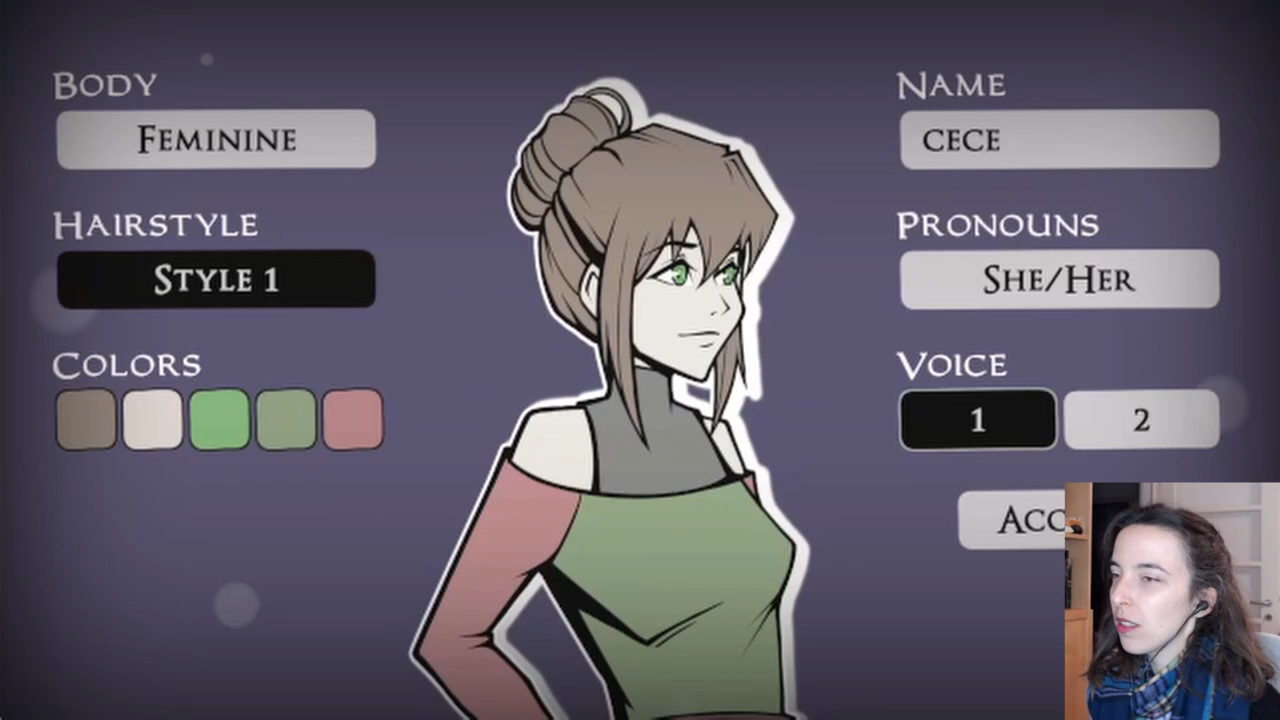 Body
Feminine
Hairstyle
Style 1
Colors
Name
cece
Pronouns
She/Her
Voice
1
2